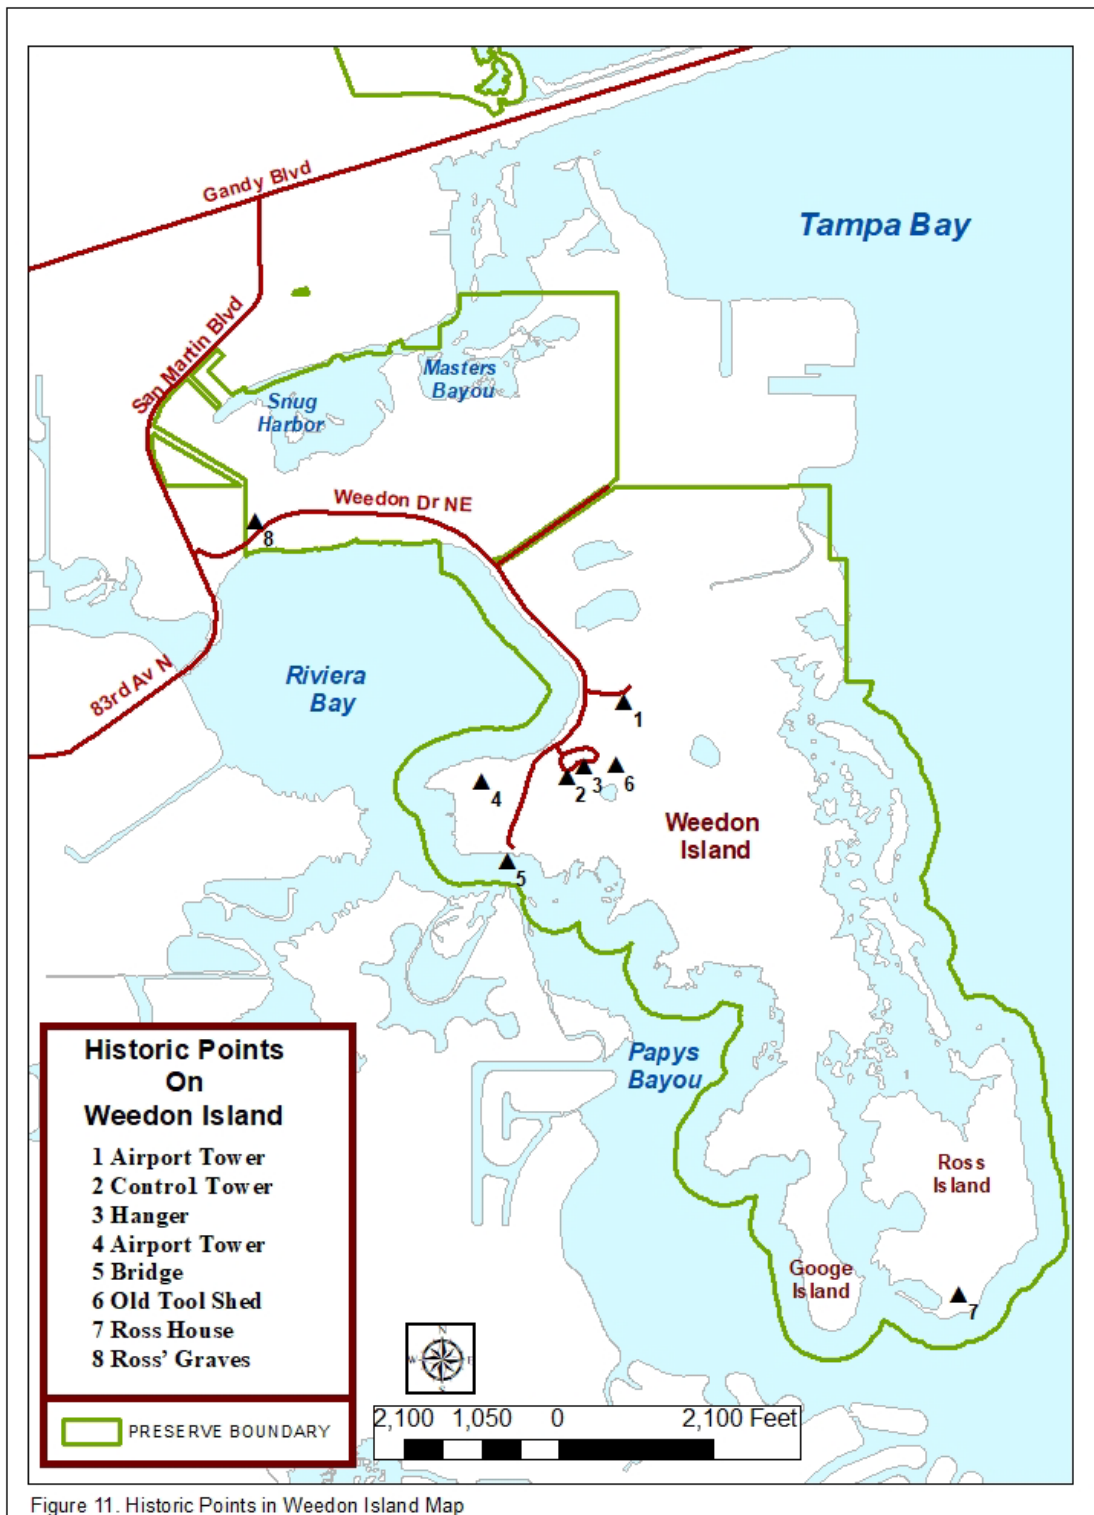 Gandy Blvd
Tampa Bay
San Martin Blvd
Masters
Bayou
Snug
Harbor
Weedon Dr NE
8
83rd Av N
Riviera
Bay
1
2
3
6
4
5
Weedon
Island
Papys
Bayou
Ross
Island
Googe
Island
7
Historic Points
On
Weedon Island
1 Airport Tower
2 Control Tower
3 Hanger
4 Airport Tower
5 Bridge
6 Old Tool Shed
7 Ross House
8 Ross' Graves
PRESERVE BOUNDARY
N
W E
S
2,100 1,050 0 2,100 Feet
Figure 11. Historic Points in Weedon Island Map